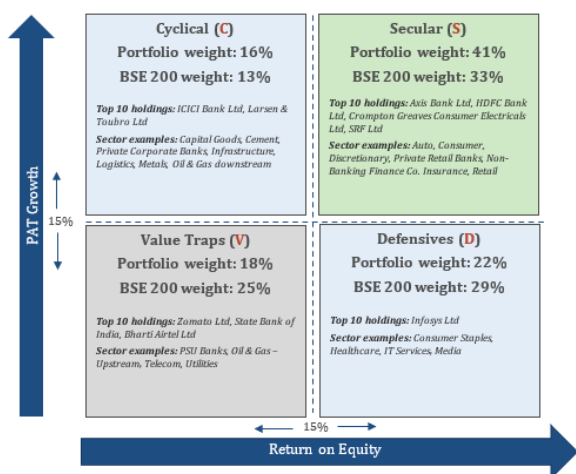 Cyclical (C)
Portfolio weight: 16%
BSE 200 weight: 13%
Top 10 holdings: ICICI Bank Ltd, Larsen &
Toubro Ltd
Sector examples: Capital Goods, Cement,
Private Corporate Banks, Infrastructure,
Logistics, Metals, Oil & Gas downstream
Secular (S)
Portfolio weight: 41%
BSE 200 weight: 33%
Top 10 holdings: Axis Bank Ltd, HDFC Bank
Ltd, Crompton Greaves Consumer Electricals
Ltd, SRF Ltd
Sector examples: Auto, Consumer,
Discretionary, Private Retail Banks, Non-
Banking Finance Co. Insurance, Retail
PAT Growth
15%
Value Traps (V)
Portfolio weight: 18%
BSE 200 weight: 25%
Top 10 holdings: Zomato Ltd, State Bank of
India, Bharti Airtel Ltd
Sector examples: PSU Banks, Oil & Gas –
Upstream, Telecom, Utilities
Defensives (D)
Portfolio weight: 22%
BSE 200 weight: 29%
Top 10 holdings: Infosys Ltd
Sector examples: Consumer Staples,
Healthcare, IT Services, Media
15%
Return on Equity